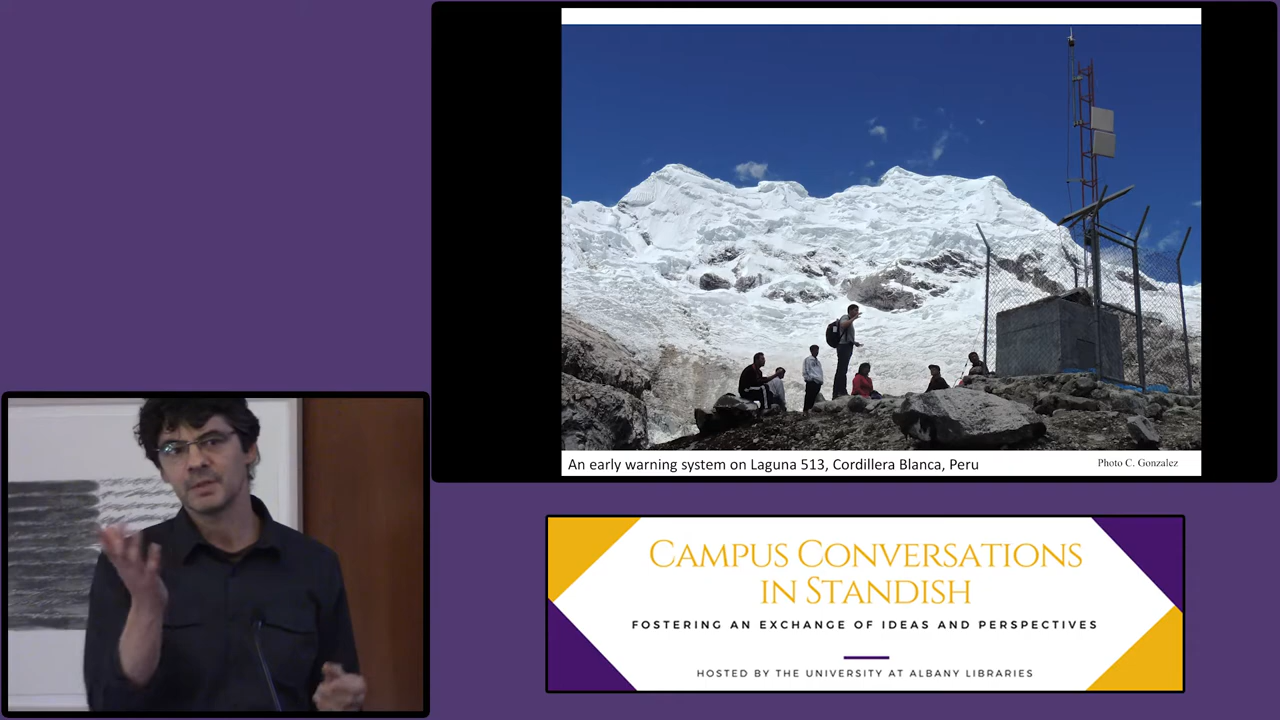 An early warning system on Laguna 513, Cordillera Blanca, Peru
Photo C. Gonzalez
CAMPUS CONVERSATIONS
IN STANDISH
FOSTERING AN EXCHANGE OF IDEAS AND PERSPECTIVES
HOSTED BY THE UNIVERSITY AT ALBANY LIBRARIES